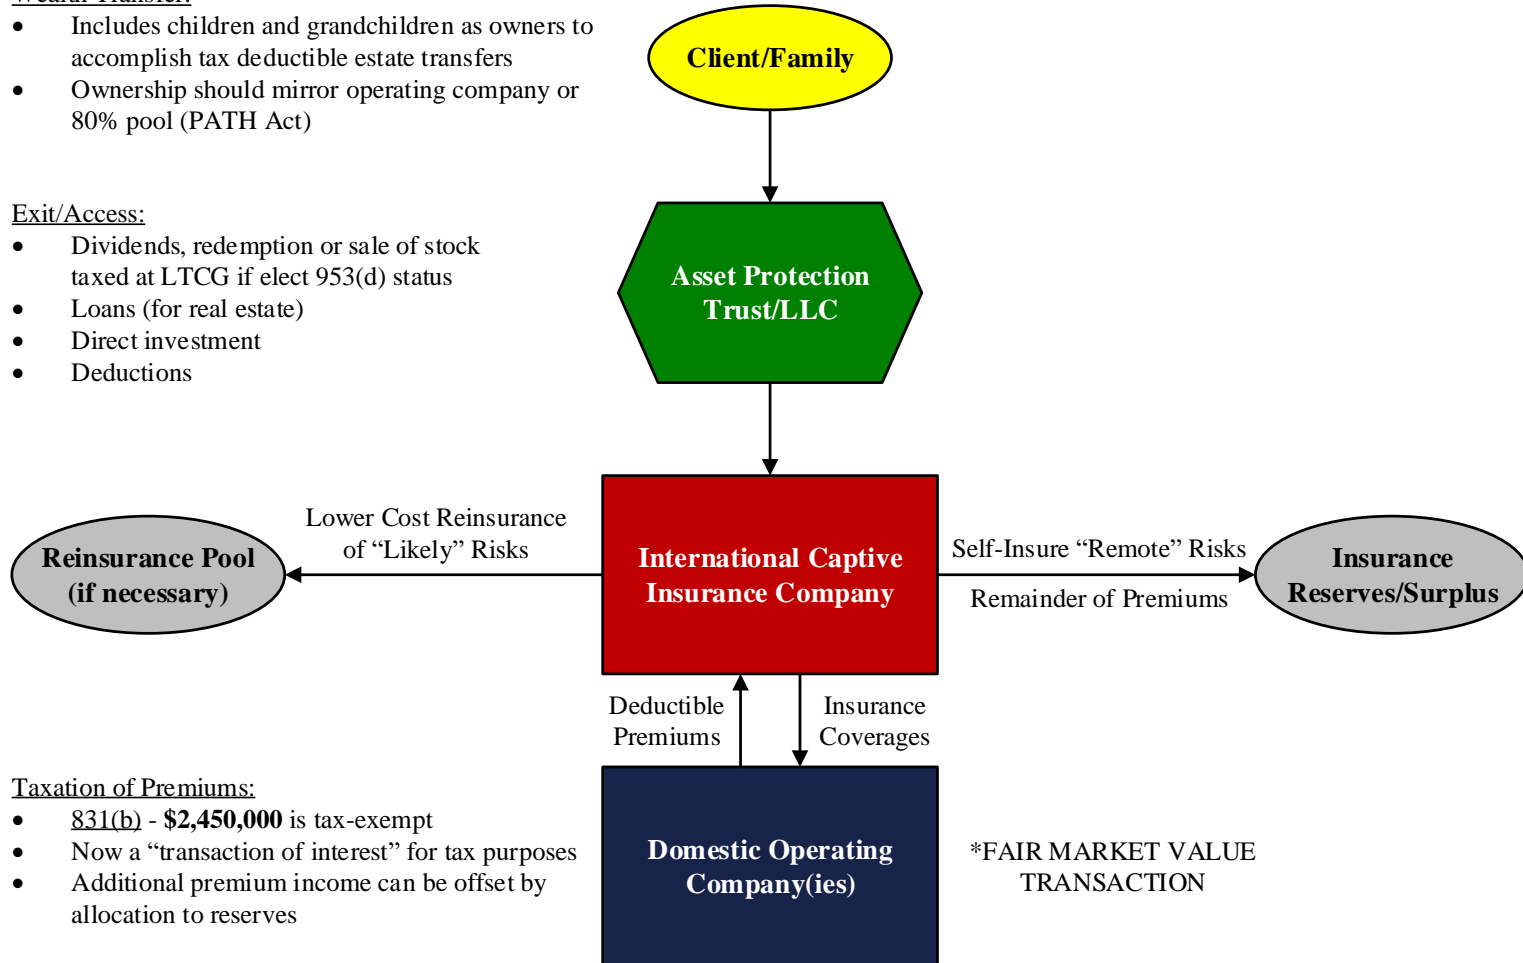 Wealth Transfer:
• Includes children and grandchildren as owners to
accomplish tax deductible estate transfers
• Ownership should mirror operating company or
80% pool (PATH Act)
Client/Family
Exit/Access:
• Dividends, redemption or sale of stock
taxed at LTCG if elect 953(d) status
• Loans (for real estate)
• Direct investment
• Deductions
Asset Protection
Trust/LLC
Reinsurance Pool
(if necessary)
Lower Cost Reinsurance
of “Likely” Risks
International Captive
Insurance Company
Self-Insure “Remote” Risks
Remainder of Premiums
Insurance
Reserves/Surplus
Deductible
Premiums
Insurance
Coverages
Taxation of Premiums:
• 831(b) - $2,450,000 is tax-exempt
• Now a “transaction of interest” for tax purposes
• Additional premium income can be offset by
allocation to reserves
Domestic Operating
Company(ies)
*FAIR MARKET VALUE
TRANSACTION